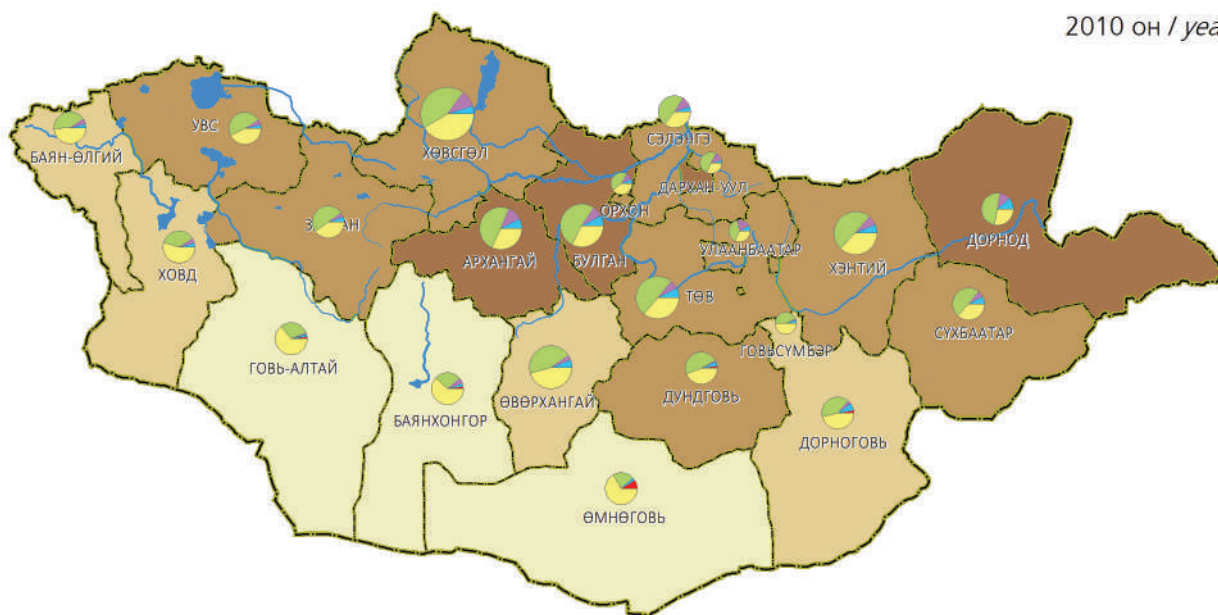 2010 он / yea
УВС
БАЯН-ӨЛГИЙ
ХӨВСГӨЛ
СЭЛЭНГЭ
ДАРХАН-УУЛ
ОРХОН
ДОРНОД
ХОВД
АРХАНГАЙ
БУЛГАН
УЛААНБААТАР
ХЭНТИЙ
ТӨВ
СҮХБААТАР
ГОВЬ-АЛТАЙ
ГОВЬСҮМБЭР
БАЯНХОНГОР
ӨВӨРХАНГАЙ
ДУНДГОВЬ
ДОРНОГОВЬ
ӨМНӨГОВЬ